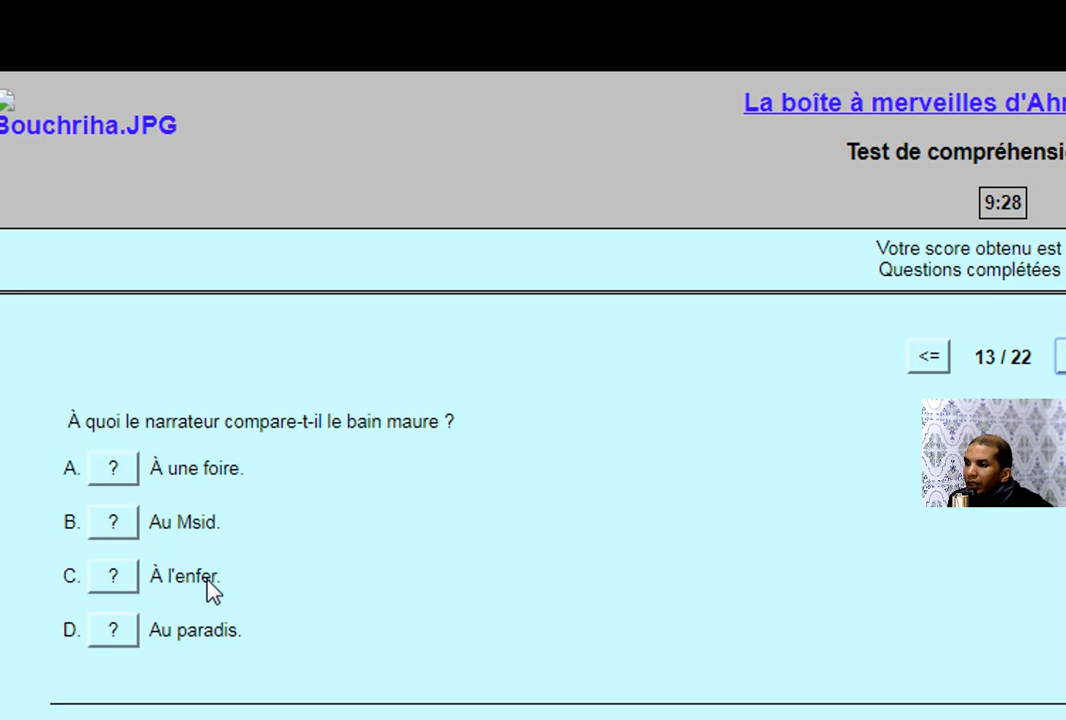 Bouchriha.JPG
La boîte à merveilles d'Ahr
Test de compréhensi
9:28
Votre score obtenu est
Questions complétées
<= 13 / 22
À quoi le narrateur compare-t-il le bain maure ?
A. ? À une foire.
B. ? Au Msid.
C. ? À l'enfer.
D. ? Au paradis.